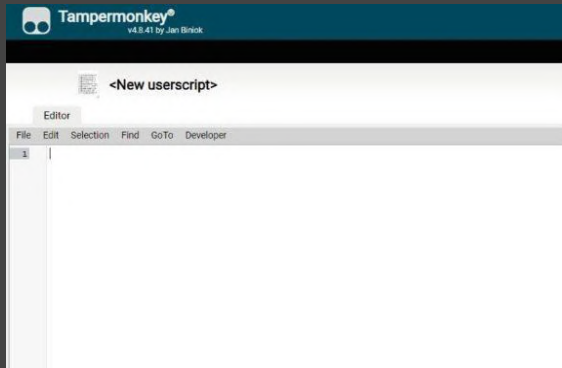 Tampermonkey®
v4.8.41 by Jan Biniok
<New userscript>
Editor
File Edit Selection Find GoTo Developer
1